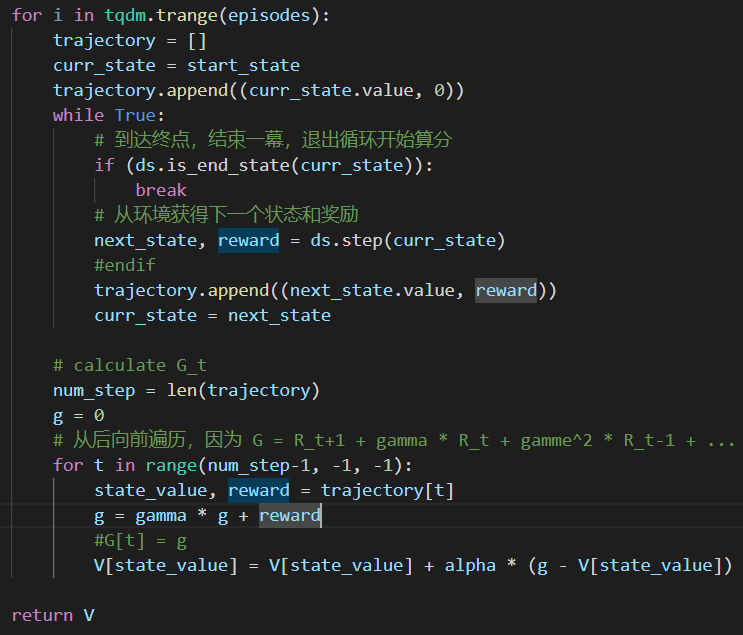 for i in tqdm.trange(episodes):
    trajectory = []
    curr_state = start_state
    trajectory.append((curr_state.value, 0))
    while True:
        # 到达终点，结束一幕，退出循环开始算分
        if (ds.is_end_state(curr_state)):
            break
        # 从环境获得下一个状态和奖励
        next_state, reward = ds.step(curr_state)
        #endif
        trajectory.append((next_state.value, reward))
        curr_state = next_state
    # calculate G_t
    num_step = len(trajectory)
    g = 0
    # 从后向前遍历，因为 G = R_t+1 + gamma * R_t + gamme^2 * R_t-1 + ...
    for t in range(num_step-1, -1, -1):
        state_value, reward = trajectory[t]
        g = gamma * g + reward
        #G[t] = g
        V[state_value] = V[state_value] + alpha * (g - V[state_value])
return V